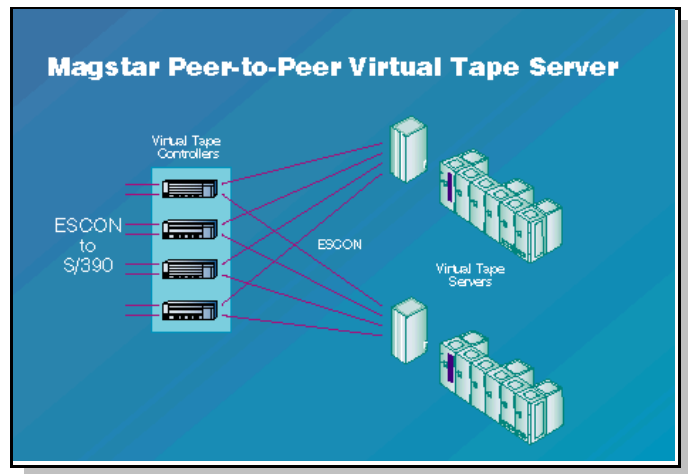 Magstar Peer-to-Peer Virtual Tape Server
Virtual Tape
Controllers
ESCON
to
S/390
ESCON
Virtual Tape
Servers